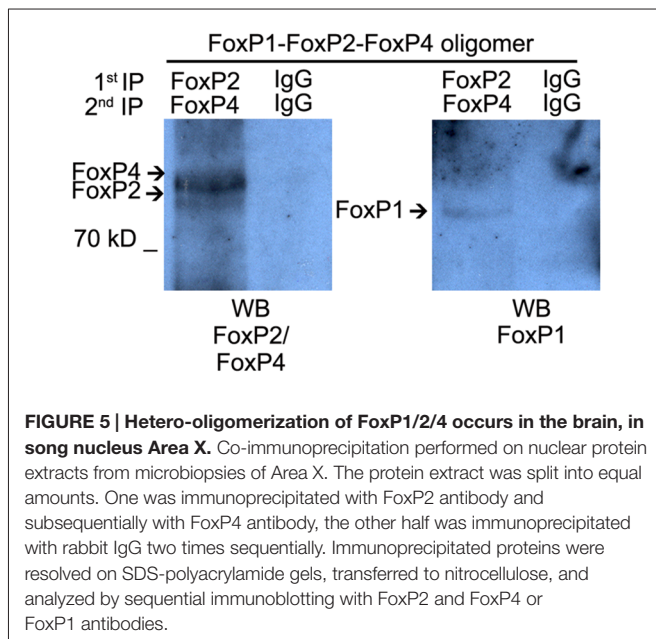 FoxP1-FoxP2-FoxP4 oligomer
1st IP FoxP2 IgG FoxP2 IgG
2nd IP FoxP4 IgG FoxP4 IgG
FoxP4 →
FoxP2 →
FoxP1 →
70 kD _
WB WB
FoxP2/ FoxP1
FoxP4
FIGURE 5 | Hetero-oligomerization of FoxP1/2/4 occurs in the brain, in
song nucleus Area X. Co-immunoprecipitation performed on nuclear protein
extracts from microbiopsies of Area X. The protein extract was split into equal
amounts. One was immunoprecipitated with FoxP2 antibody and
subsequentially with FoxP4 antibody, the other half was immunoprecipitated
with rabbit IgG two times sequentially. Immunoprecipitated proteins were
resolved on SDS-polyacrylamide gels, transferred to nitrocellulose, and
analyzed by sequential immunoblotting with FoxP2 and FoxP4 or
FoxP1 antibodies.